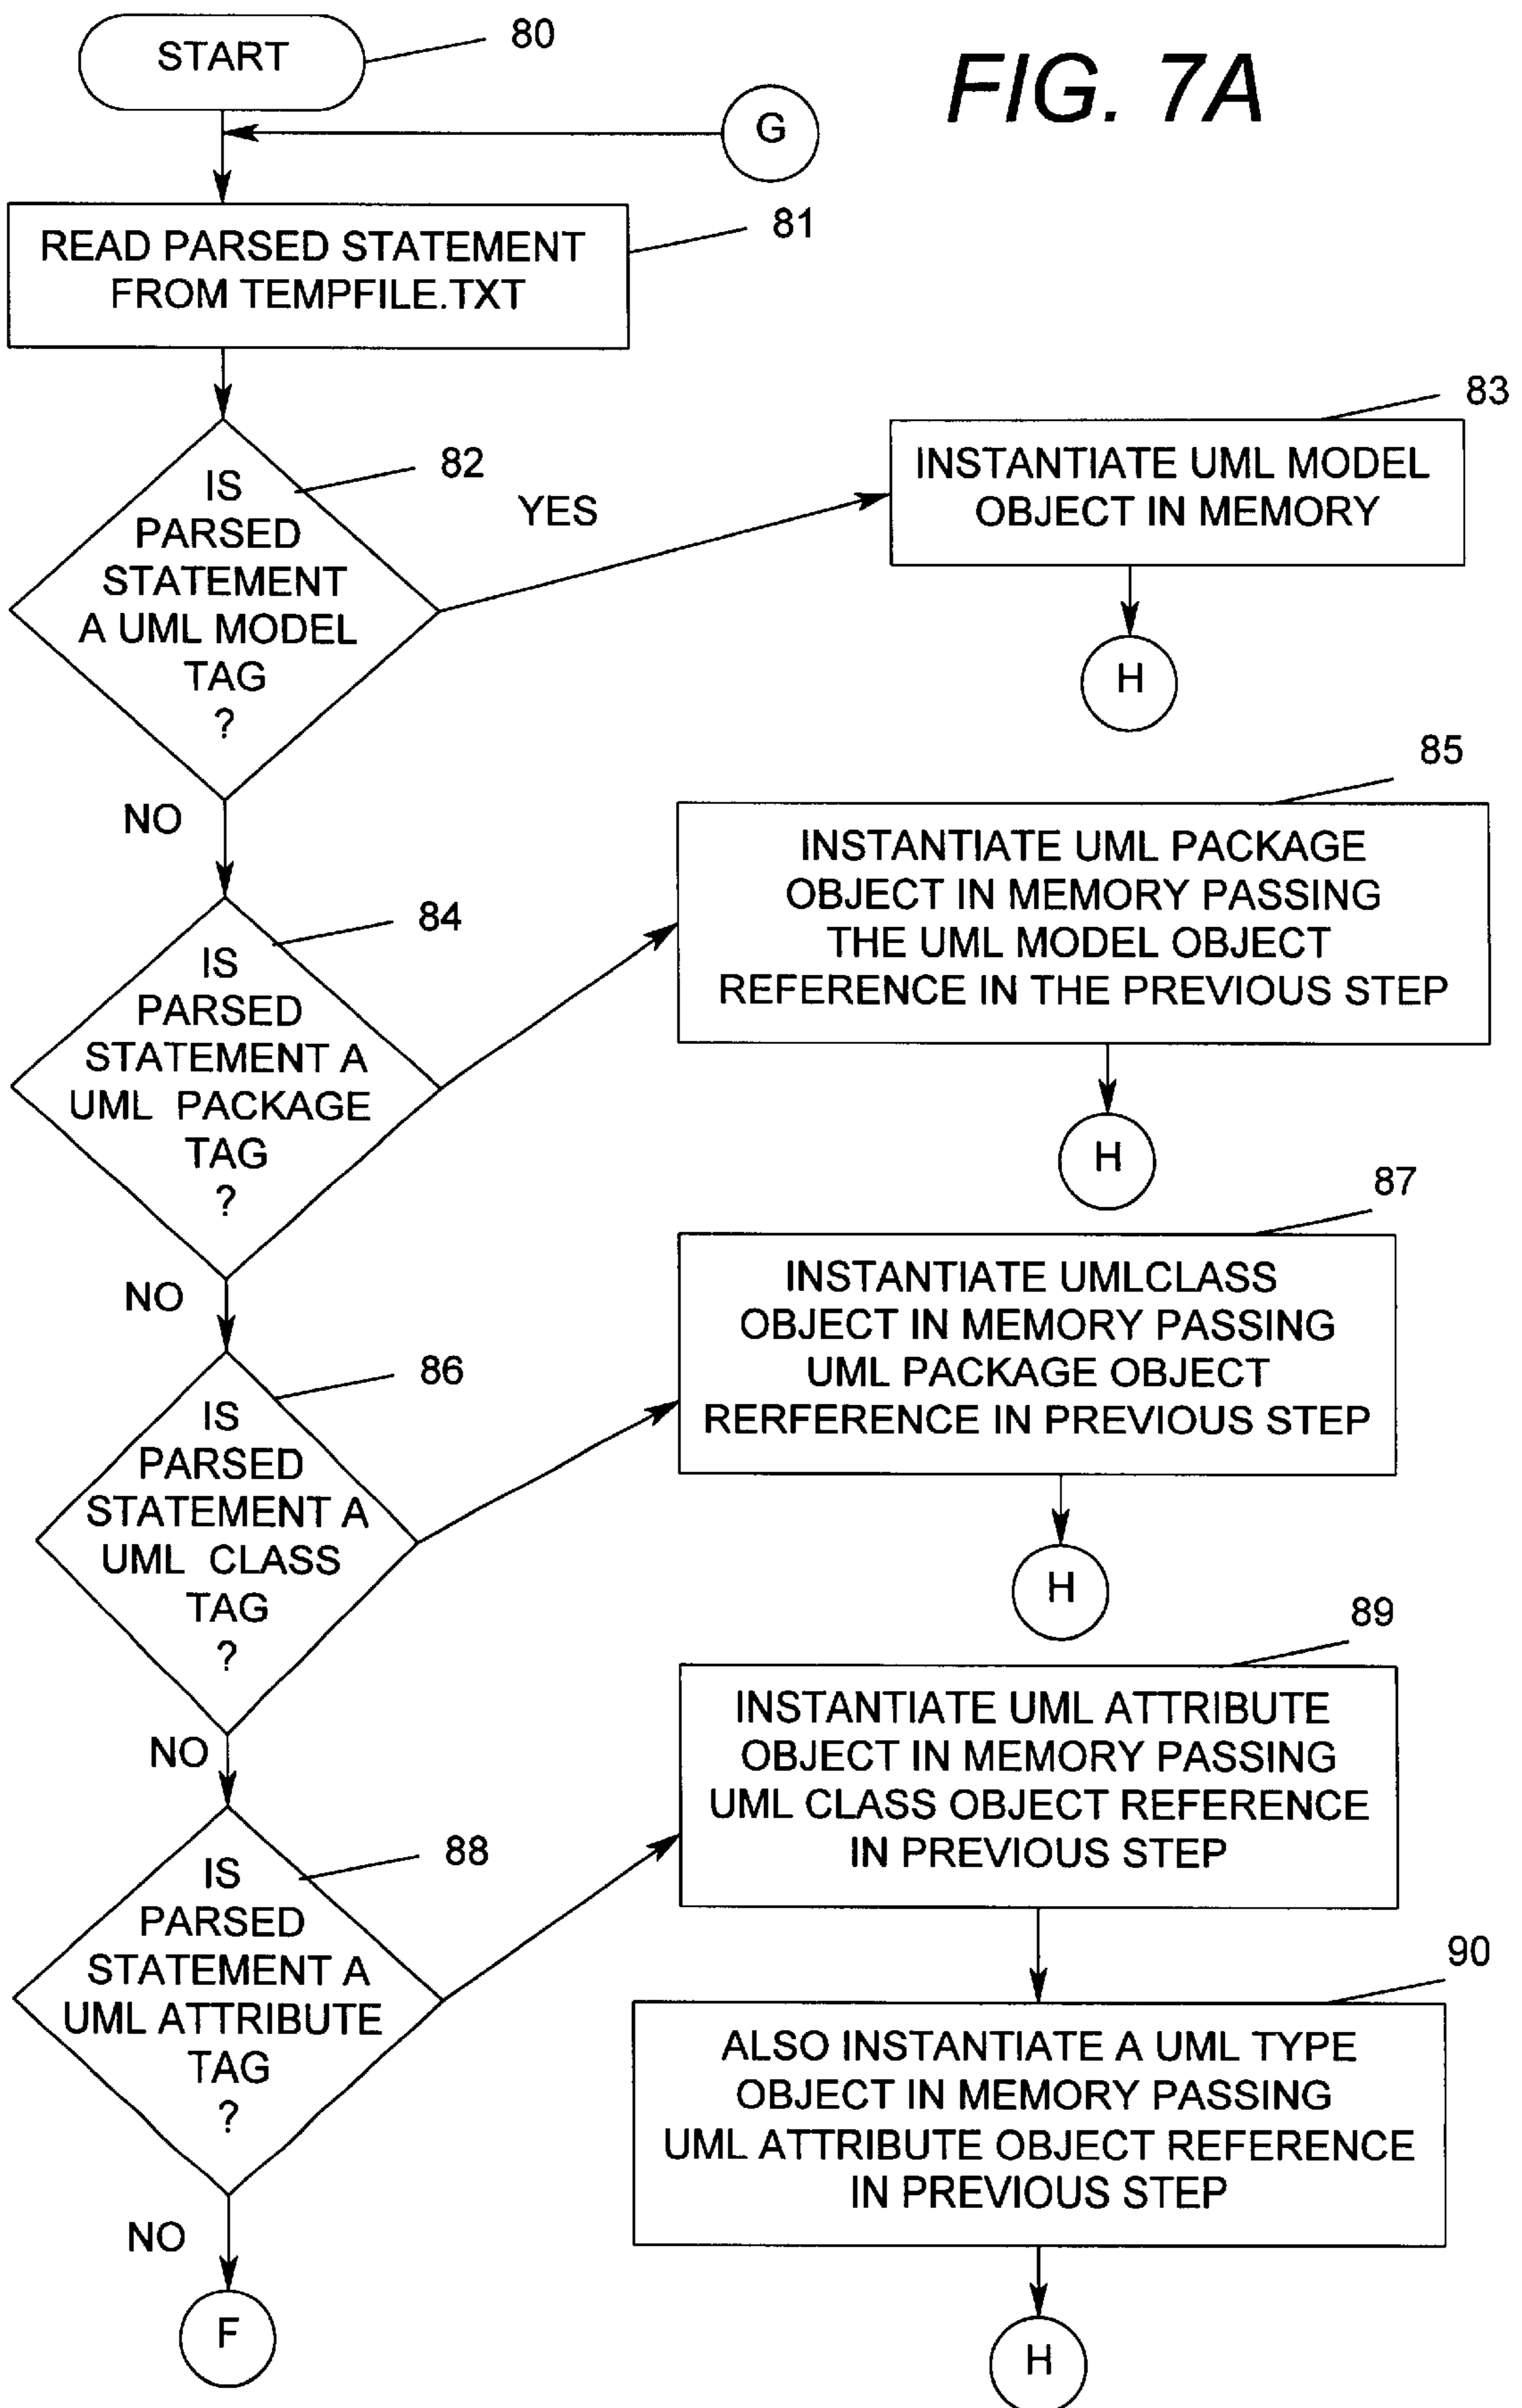 START
80
FIG. 7A
G
READ PARSED STATEMENT
FROM TEMPFILE.TXT
81
IS
PARSED
STATEMENT
A UML MODEL
TAG
?
82
YES
INSTANTIATE UML MODEL
OBJECT IN MEMORY
83
H
NO
IS
PARSED
STATEMENT A
UML PACKAGE
TAG
?
84
INSTANTIATE UML PACKAGE
OBJECT IN MEMORY PASSING
THE UML MODEL OBJECT
REFERENCE IN THE PREVIOUS STEP
85
H
NO
IS
PARSED
STATEMENT A
UML CLASS
TAG
?
86
INSTANTIATE UMLCLASS
OBJECT IN MEMORY PASSING
UML PACKAGE OBJECT
RERFERENCE IN PREVIOUS STEP
87
H
NO
IS
PARSED
STATEMENT A
UML ATTRIBUTE
TAG
?
88
INSTANTIATE UML ATTRIBUTE
OBJECT IN MEMORY PASSING
UML CLASS OBJECT REFERENCE
IN PREVIOUS STEP
89
ALSO INSTANTIATE A UML TYPE
OBJECT IN MEMORY PASSING
UML ATTRIBUTE OBJECT REFERENCE
IN PREVIOUS STEP
90
NO
F
H